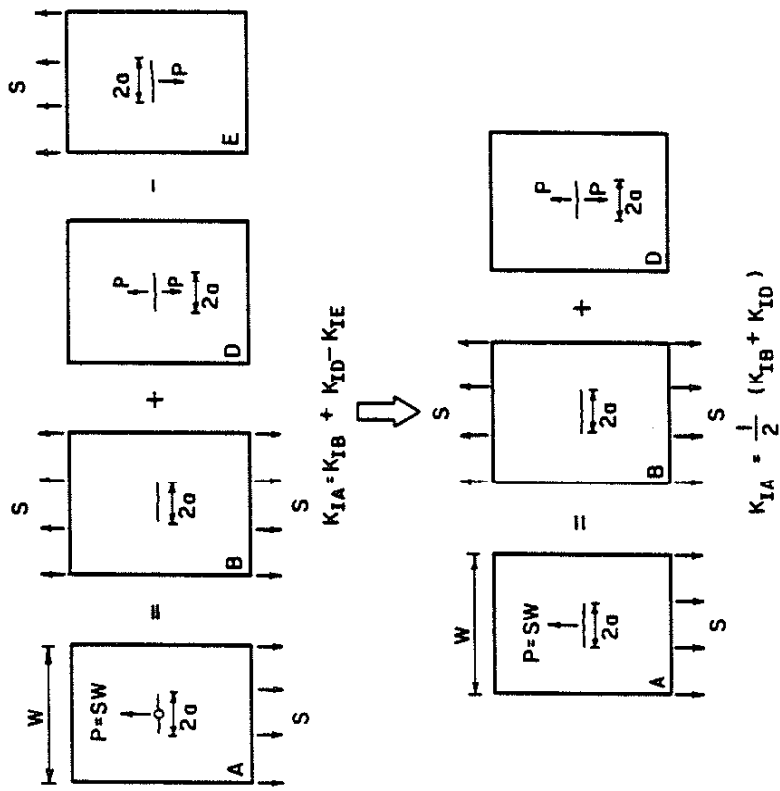 W
P=SW
2a
A
S
=
S
2a
B
S
+
P
P
2a
D
−
S
2a
P
E
K_IA = K_IB + K_ID − K_IE
W
P=SW
2a
A
S
=
S
2a
B
S
+
P
P
2a
D
K_IA = 1/2 (K_IB + K_ID)